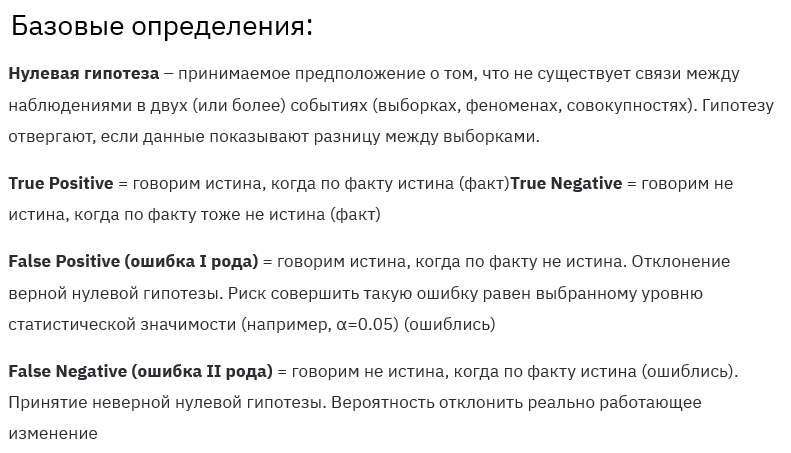 Базовые определения:
Нулевая гипотеза – принимаемое предположение о том, что не существует связи между
наблюдениями в двух (или более) событиях (выборках, феноменах, совокупностях). Гипотезу
отвергают, если данные показывают разницу между выборками.
True Positive = говорим истина, когда по факту истина (факт)True Negative = говорим не
истина, когда по факту тоже не истина (факт)
False Positive (ошибка I рода) = говорим истина, когда по факту не истина. Отклонение
верной нулевой гипотезы. Риск совершить такую ошибку равен выбранному уровню
статистической значимости (например, α=0.05) (ошиблись)
False Negative (ошибка II рода) = говорим не истина, когда по факту истина (ошиблись).
Принятие неверной нулевой гипотезы. Вероятность отклонить реально работающее
изменение